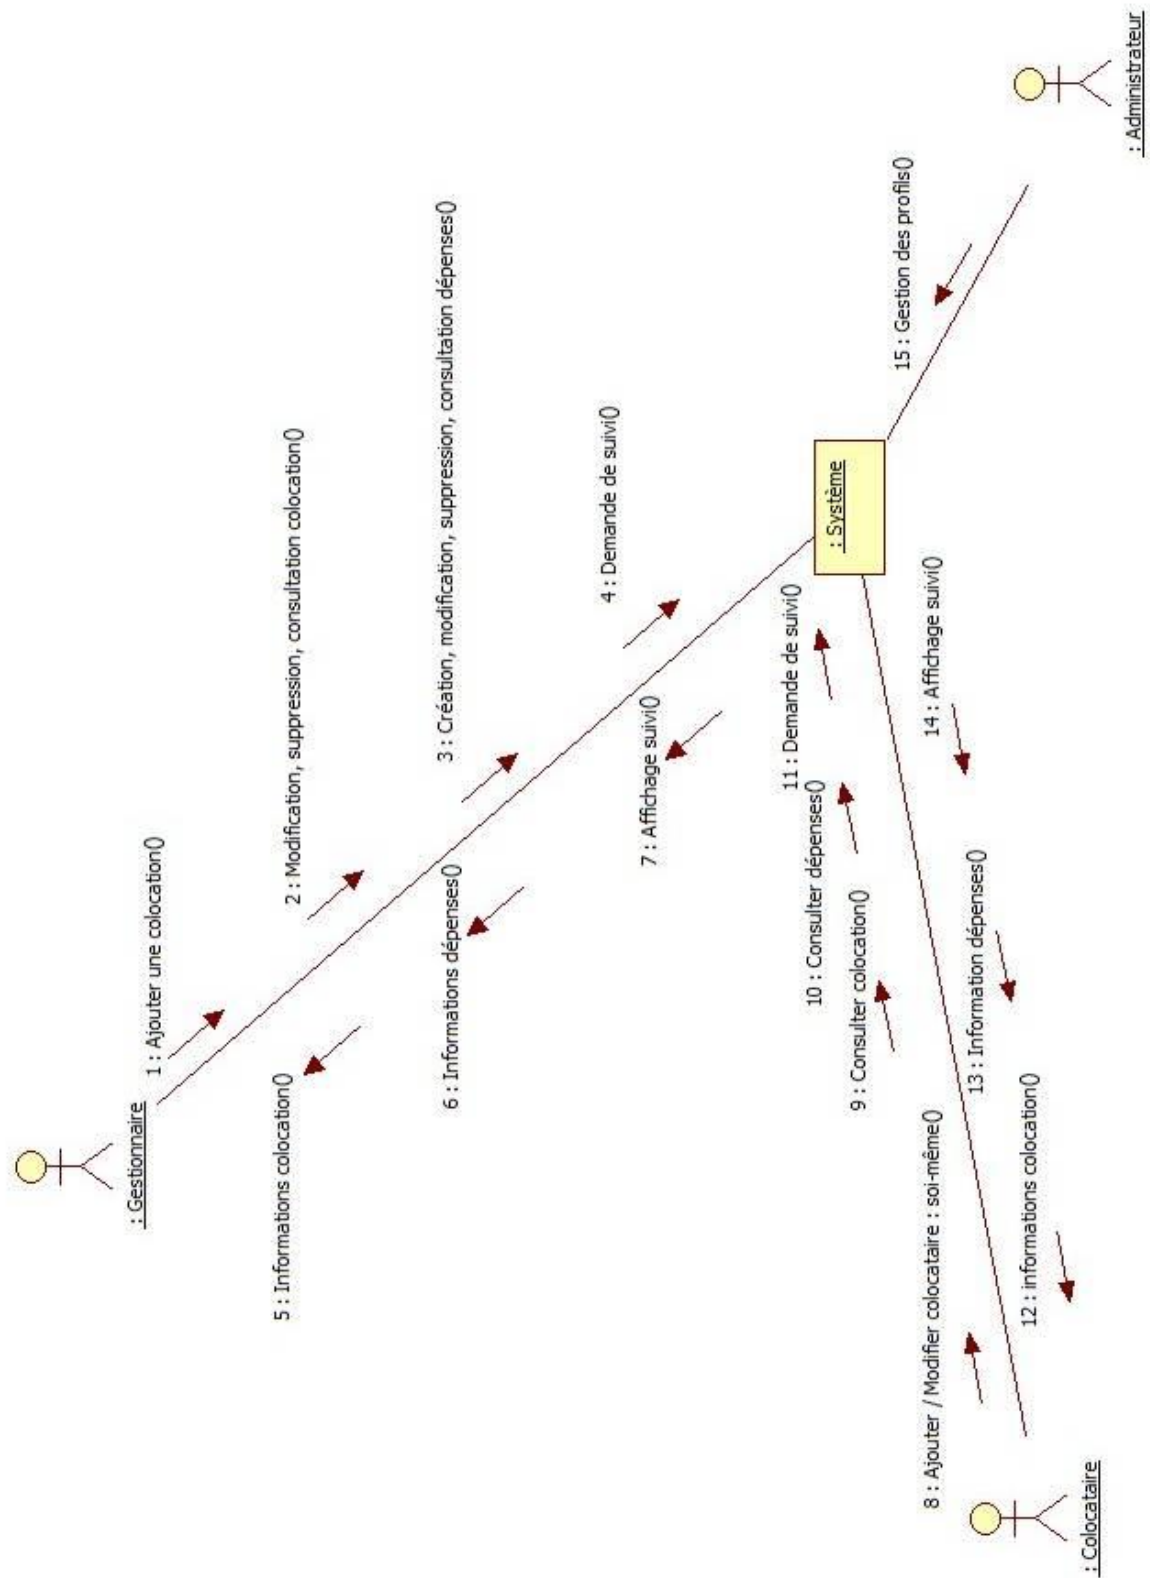 : Gestionnaire
1 : Ajouter une colocation()
2 : Modification, suppression, consultation colocation()
3 : Création, modification, suppression, consultation dépenses()
4 : Demande de suivi()
5 : Informations colocation()
6 : Informations dépenses()
7 : Affichage suivi()
: Système
8 : Ajouter / Modifier colocataire : soi-même()
9 : Consulter colocation()
10 : Consulter dépenses()
11 : Demande de suivi()
12 : informations colocation()
13 : Information dépenses()
14 : Affichage suivi()
15 : Gestion des profils()
: Colocataire
: Administrateur